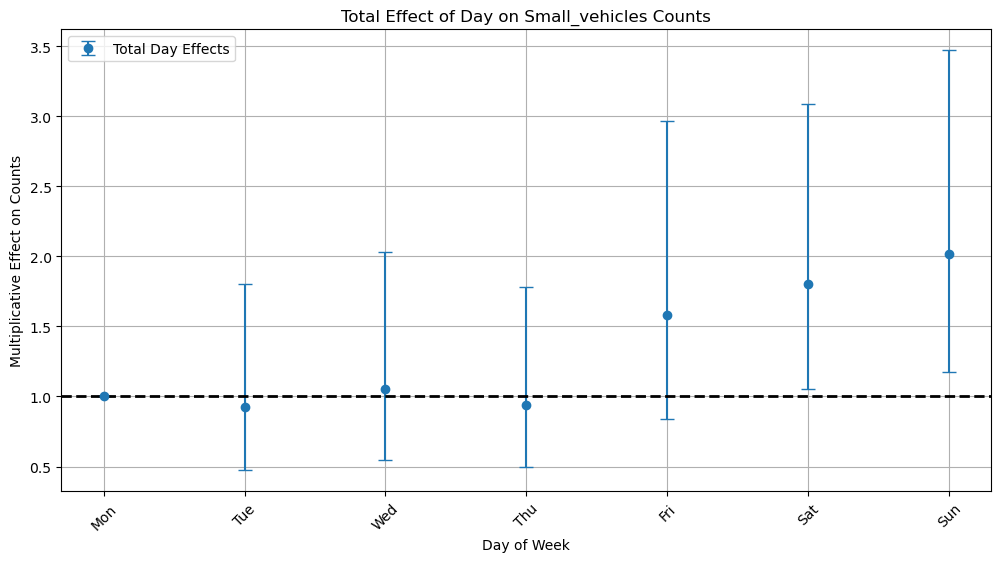 Total Effect of Day on Small_vehicles Counts
Total Day Effects
Multiplicative Effect on Counts
3.5
3.0
2.5
2.0
1.5
1.0
0.5
Mon
Tue
Wed
Thu
Fri
Sat
Sun
Day of Week